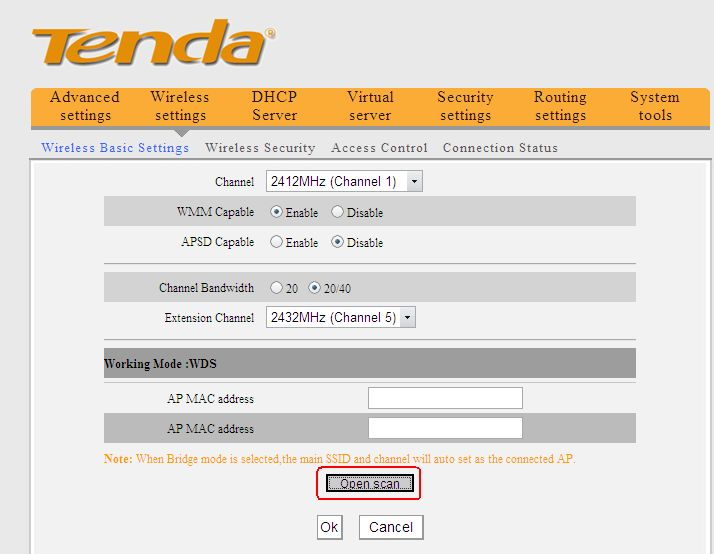 Tenda®
Advanced settings
Wireless settings
DHCP Server
Virtual server
Security settings
Routing settings
System tools
Wireless Basic Settings Wireless Security Access Control Connection Status
Channel 2412MHz (Channel 1)
WMM Capable Enable Disable
APSD Capable Enable Disable
Channel Bandwidth 20 20/40
Extension Channel 2432MHz (Channel 5)
Working Mode :WDS
AP MAC address
AP MAC address
Note: When Bridge mode is selected,the main SSID and channel will auto set as the connected AP.
Open scan
Ok Cancel